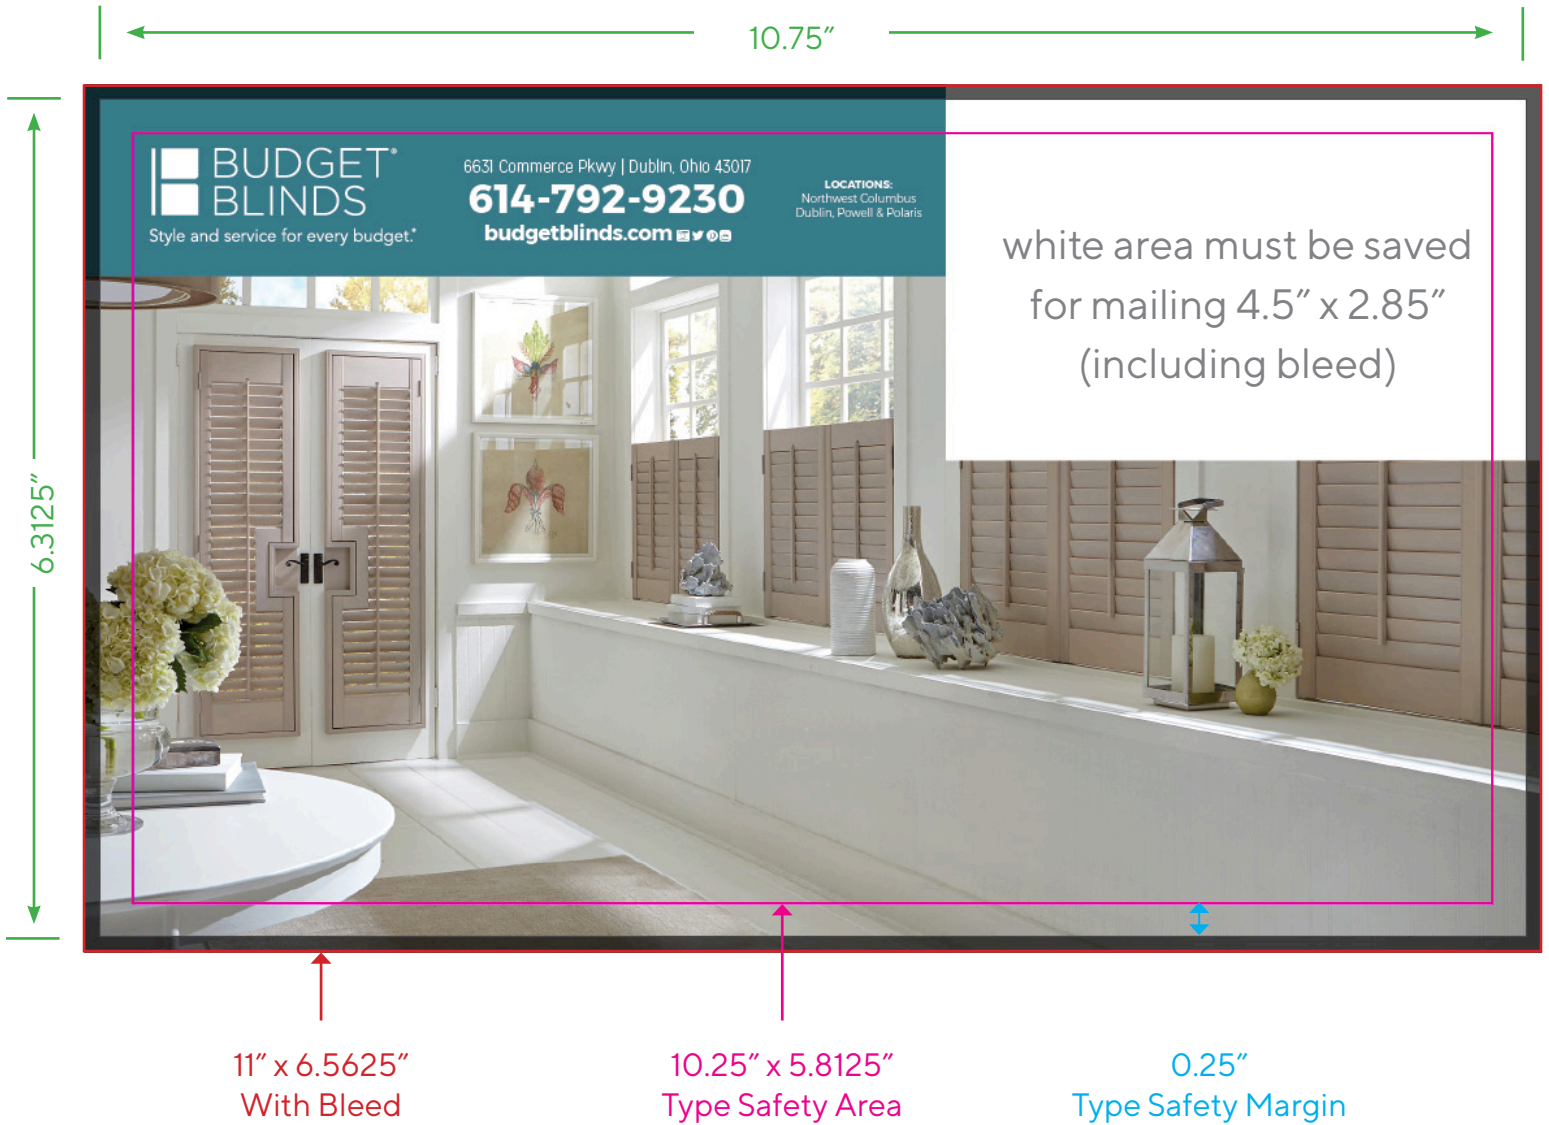 10.75″
6.3125″
BUDGET®
BLINDS
Style and service for every budget.®
6631 Commerce Pkwy | Dublin, Ohio 43017
614-792-9230
budgetblinds.com
LOCATIONS:
Northwest Columbus
Dublin, Powell & Polaris
white area must be saved
for mailing 4.5″ x 2.85″
(including bleed)
11″ x 6.5625″
With Bleed
10.25″ x 5.8125″
Type Safety Area
0.25″
Type Safety Margin